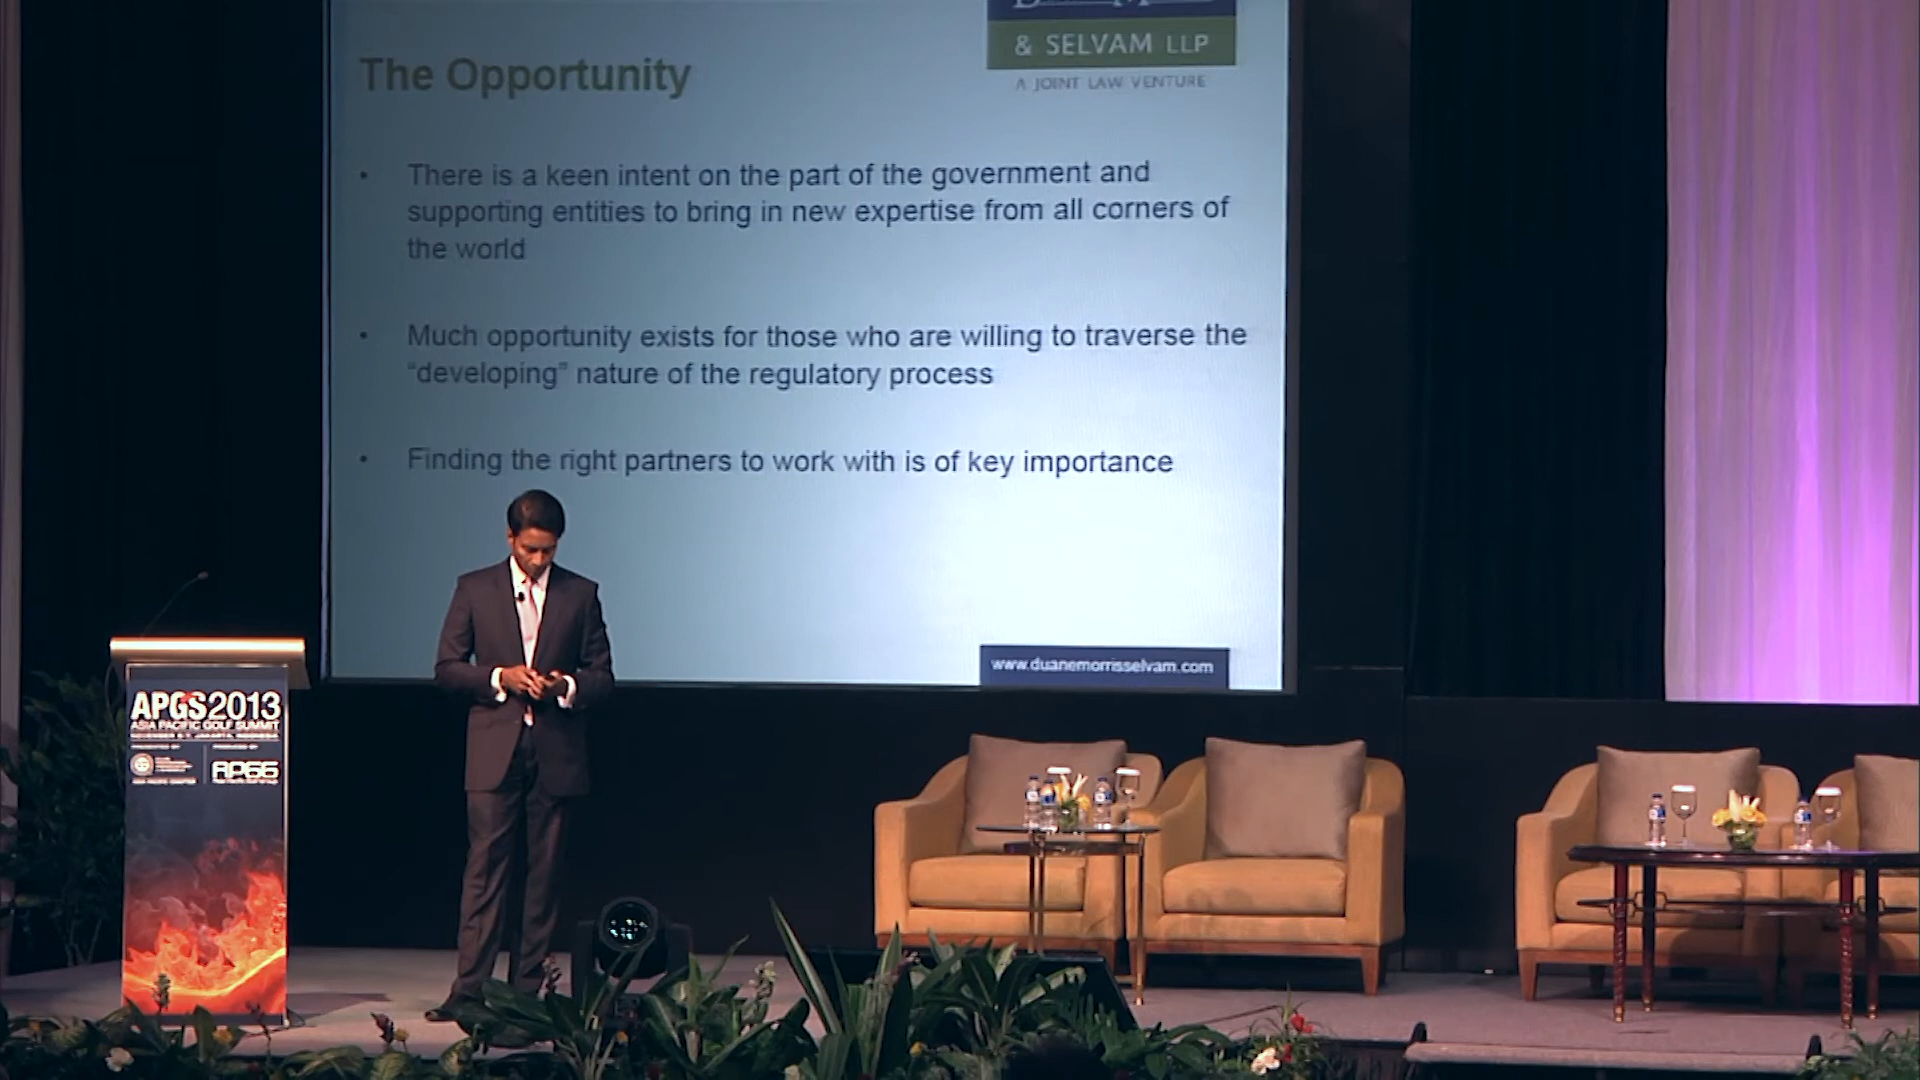 & SELVAM LLP
A JOINT LAW VENTURE
The Opportunity
• There is a keen intent on the part of the government and
supporting entities to bring in new expertise from all corners of
the world
• Much opportunity exists for those who are willing to traverse the
“developing” nature of the regulatory process
• Finding the right partners to work with is of key importance
www.duanemorrisselvam.com
APGS2013
ASIA PACIFIC GOLF SUMMIT